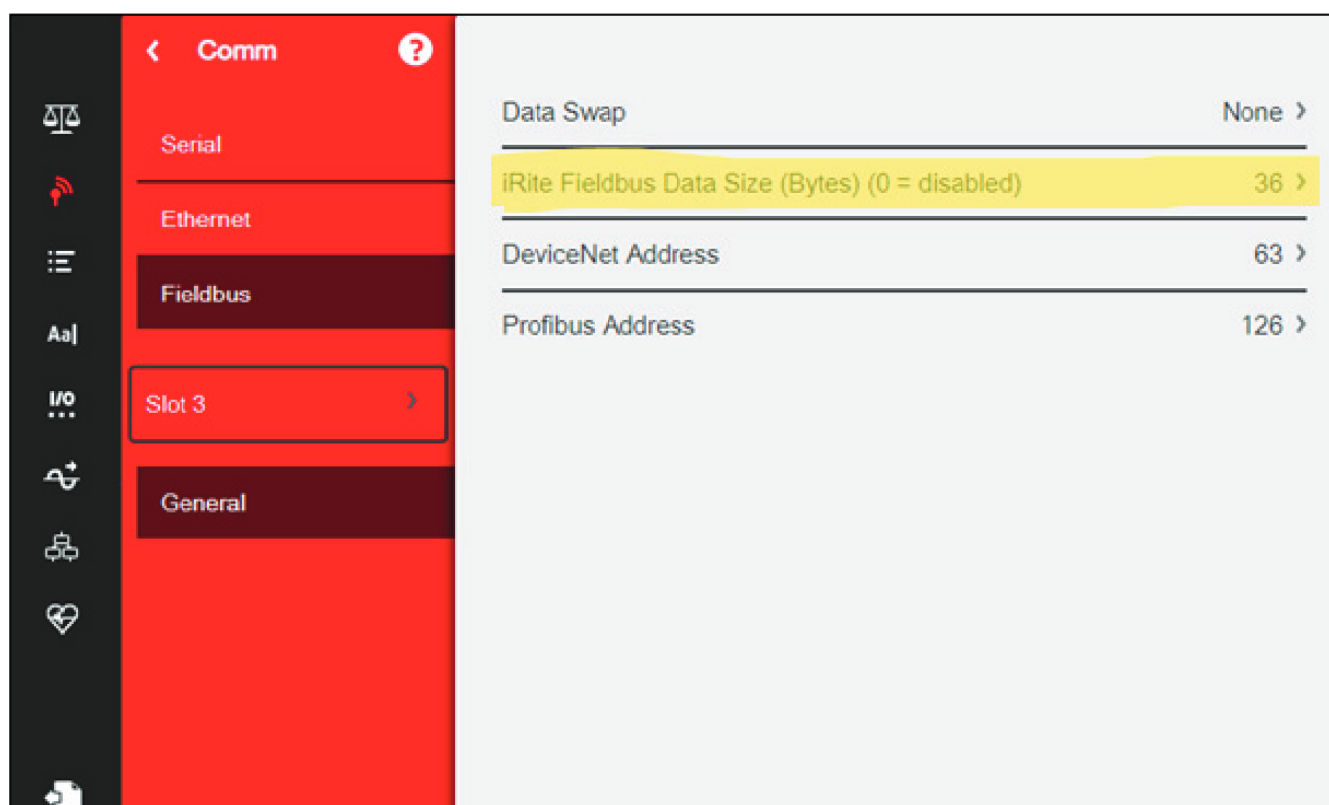 Comm ?
Serial
Ethernet
Fieldbus
Slot 3
General
Aa|
I/O
Data Swap None
iRite Fieldbus Data Size (Bytes) (0 = disabled) 36
DeviceNet Address 63
Profibus Address 126